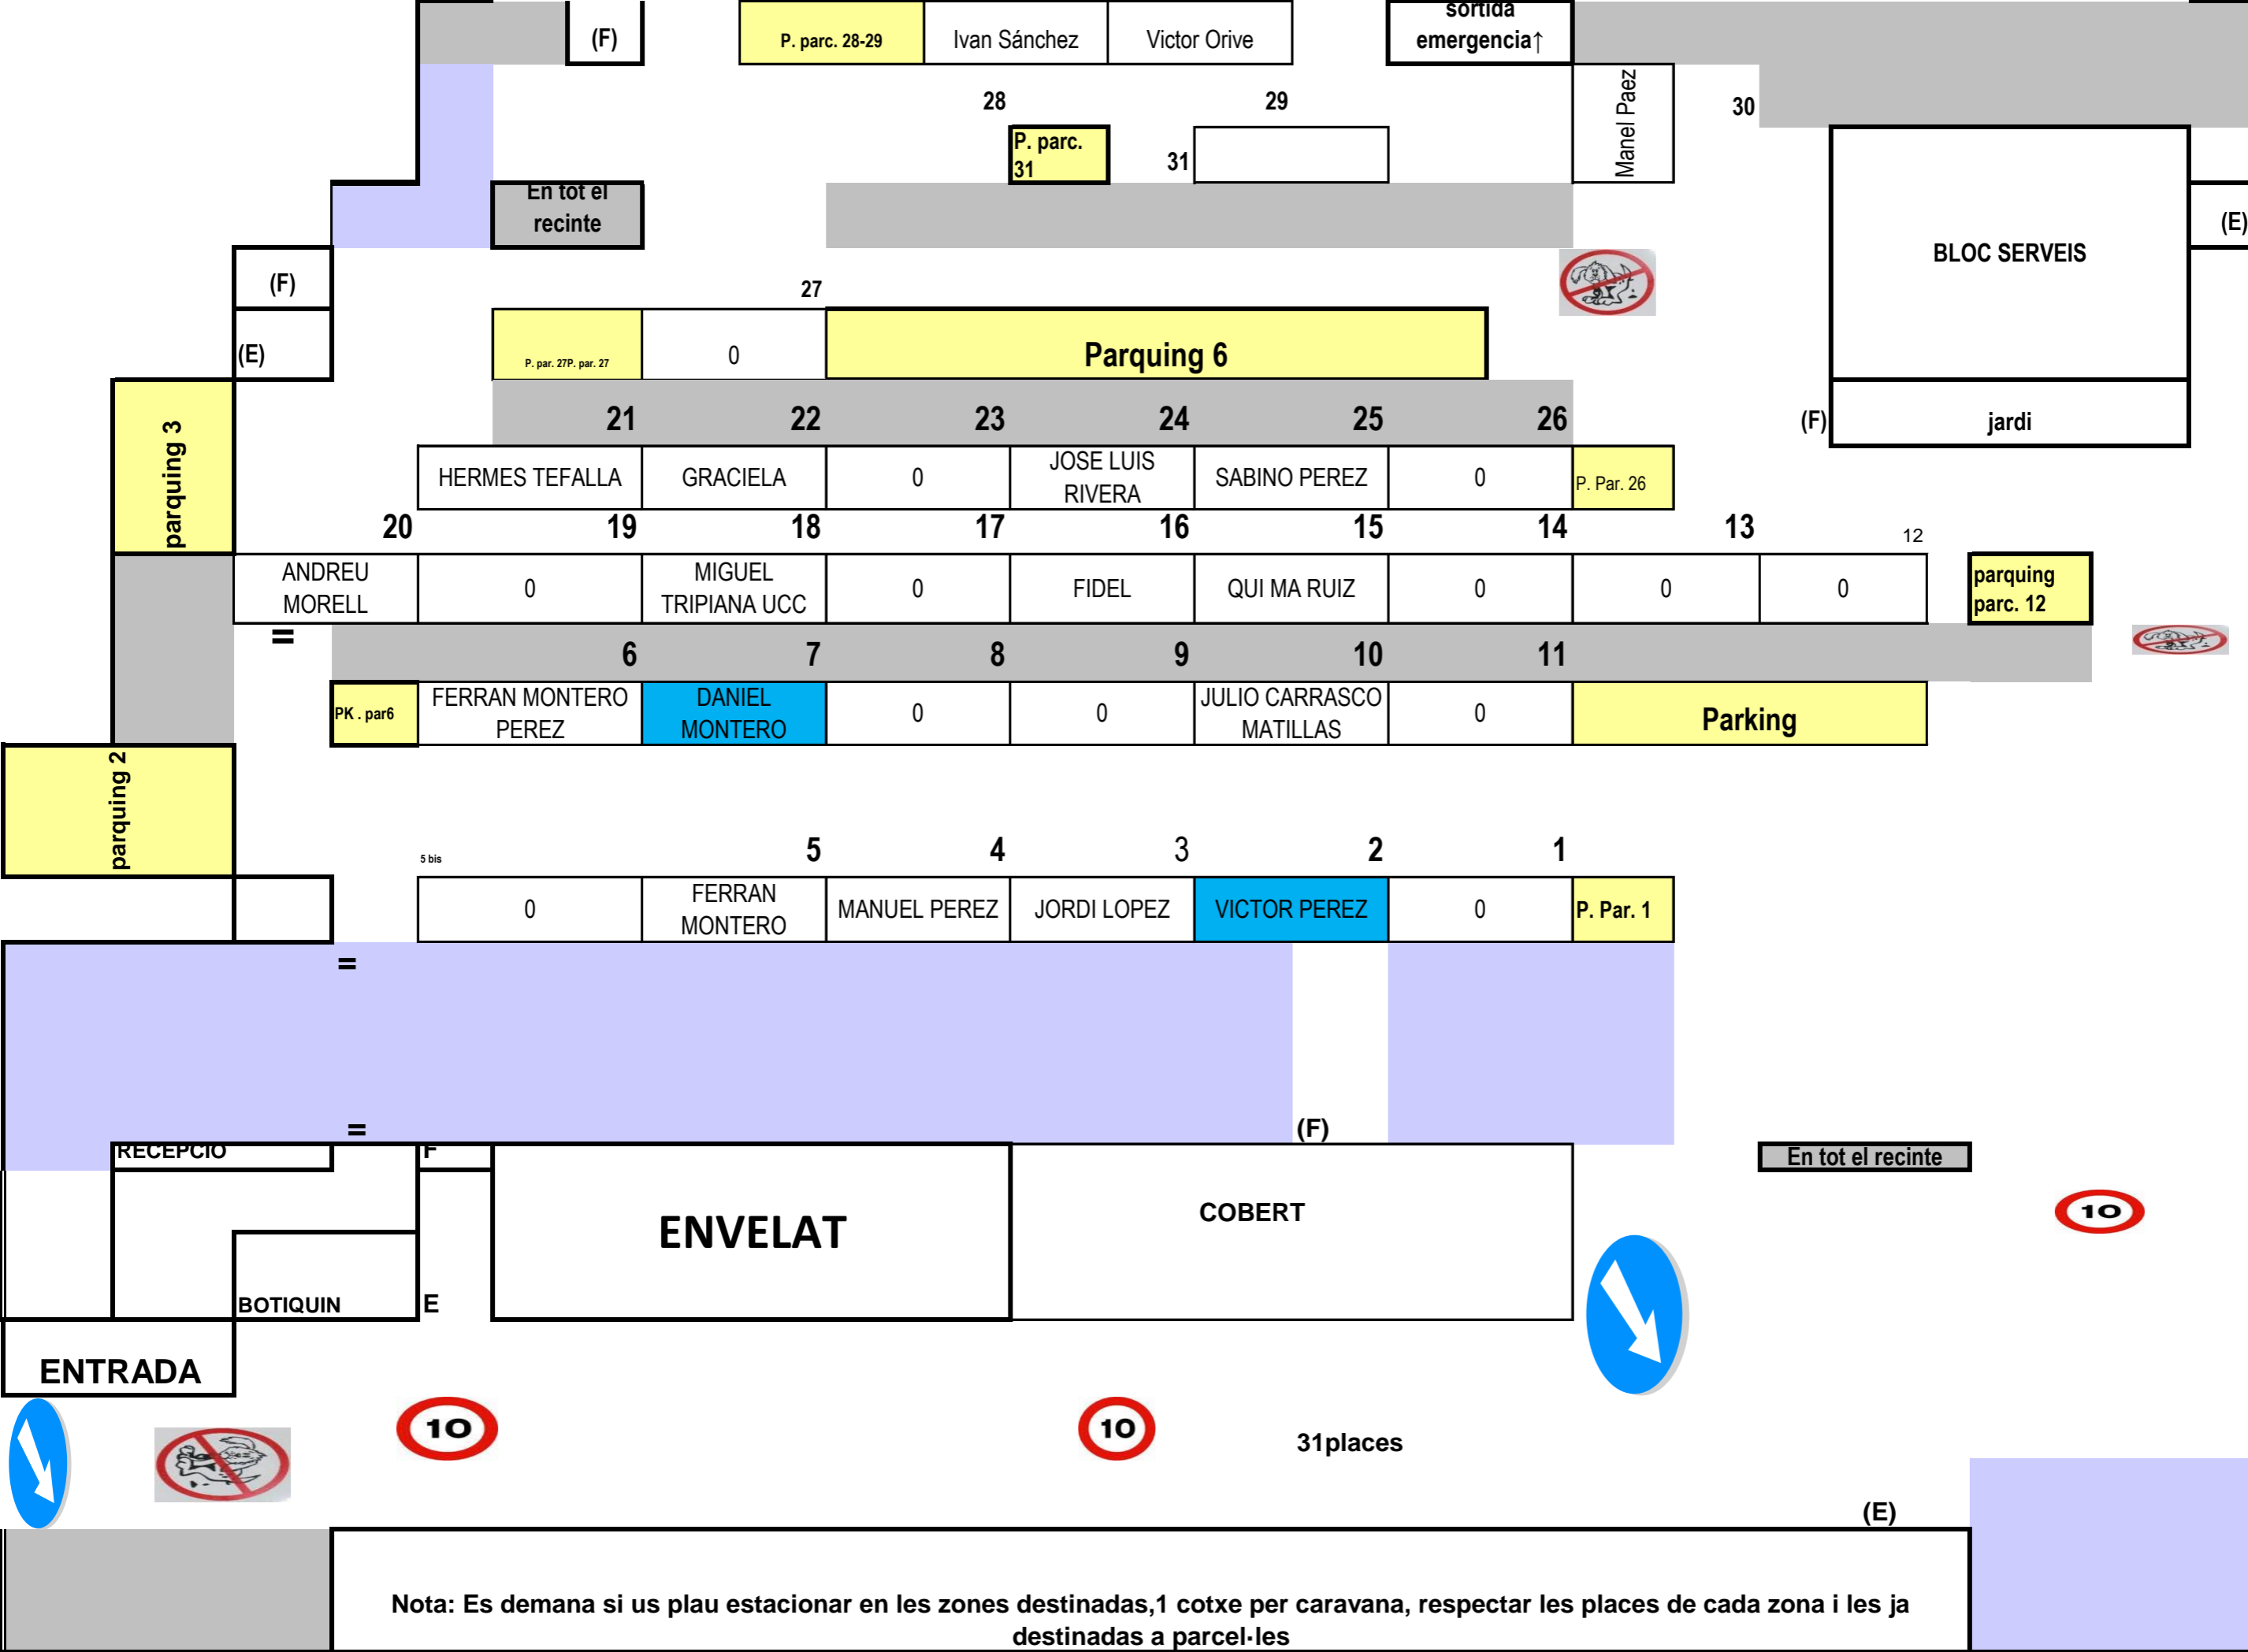 sortida
(F) P. parc. 28-29 Ivan Sánchez Victor Orive emergencia↑
Manel Paez
28 29 30
P. parc.
31 31
En tot el
recinte
(E)
BLOC SERVEIS
(F)
27
(E) P. par. 27P. par. 27 0 Parquing 6
parquing 3
21 22 23 24 25 26 (F) jardi
HERMES TEFALLA GRACIELA 0 JOSE LUIS
RIVERA SABINO PEREZ 0 P. Par. 26
20 19 18 17 16 15 14 13 12
ANDREU
MORELL 0 MIGUEL
TRIPIANA UCC 0 FIDEL QUI MA RUIZ 0 0 0 parquing
parc. 12
=
6 7 8 9 10 11
PK . par6 FERRAN MONTERO
PEREZ DANIEL
MONTERO 0 0 JULIO CARRASCO
MATILLAS 0 Parking
parquing 2
5 bis 5 4 3 2 1
0 FERRAN
MONTERO MANUEL PEREZ JORDI LOPEZ VICTOR PEREZ 0 P. Par. 1
=
= (F)
RECEPCIO F En tot el recinte
ENVELAT COBERT 10
BOTIQUIN E
ENTRADA
10 10 31places
(E)
Nota: Es demana si us plau estacionar en les zones destinadas,1 cotxe per caravana, respectar les places de cada zona i les ja
destinadas a parcel·les